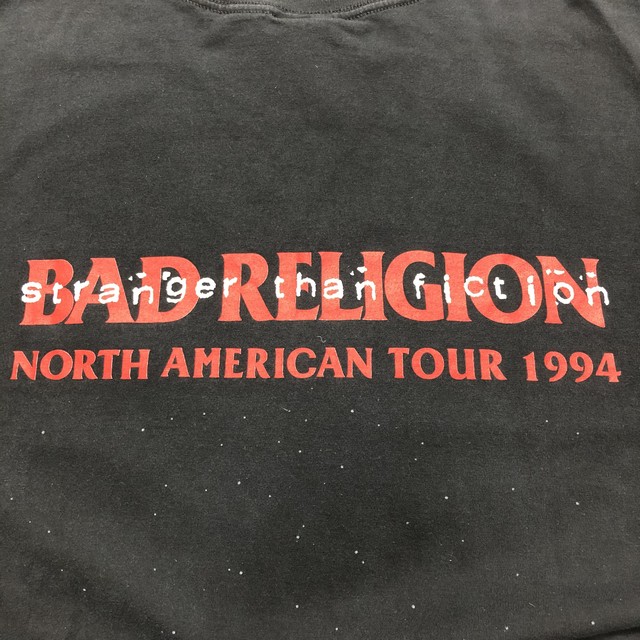 BAD RELIGION
stranger than fiction
NORTH AMERICAN TOUR 1994